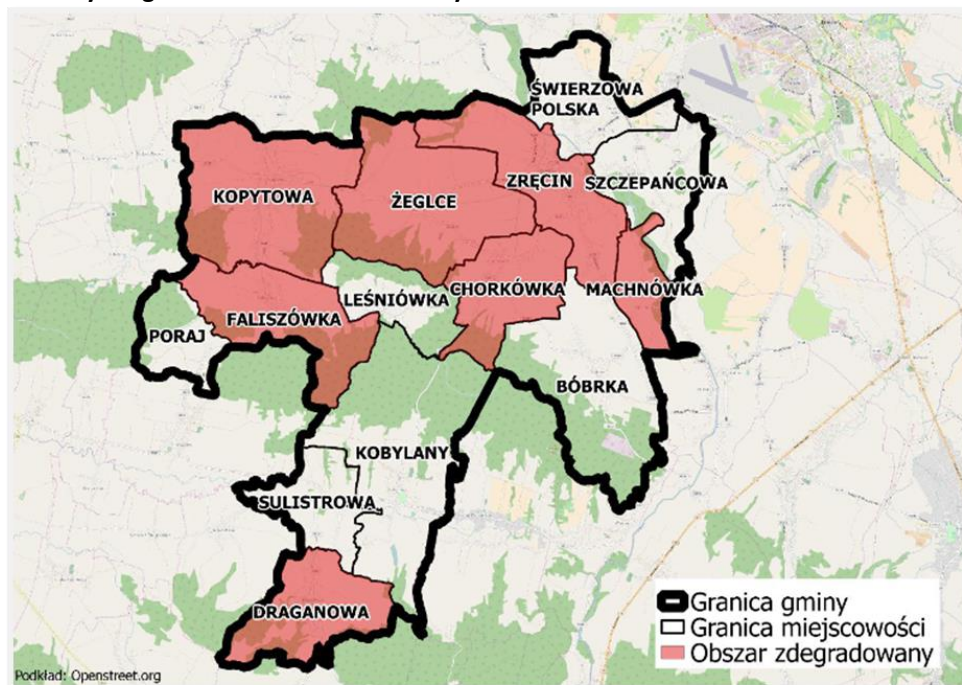 ŚWIERZOWA
POLSKA
KOPYTOWA
ŻEGLCE
ZRĘCIN
SZCZEPAŃCOWA
LEŚNIÓWKA
CHORKÓWKA
MACHNÓWKA
PORAJ
FALISZÓWKA
BÓBRKA
KOBYLANY
SULISTROWA
DRAGANOWA
Granica gminy
Granica miejscowości
Obszar zdegradowany
Podkład: Openstreet.org